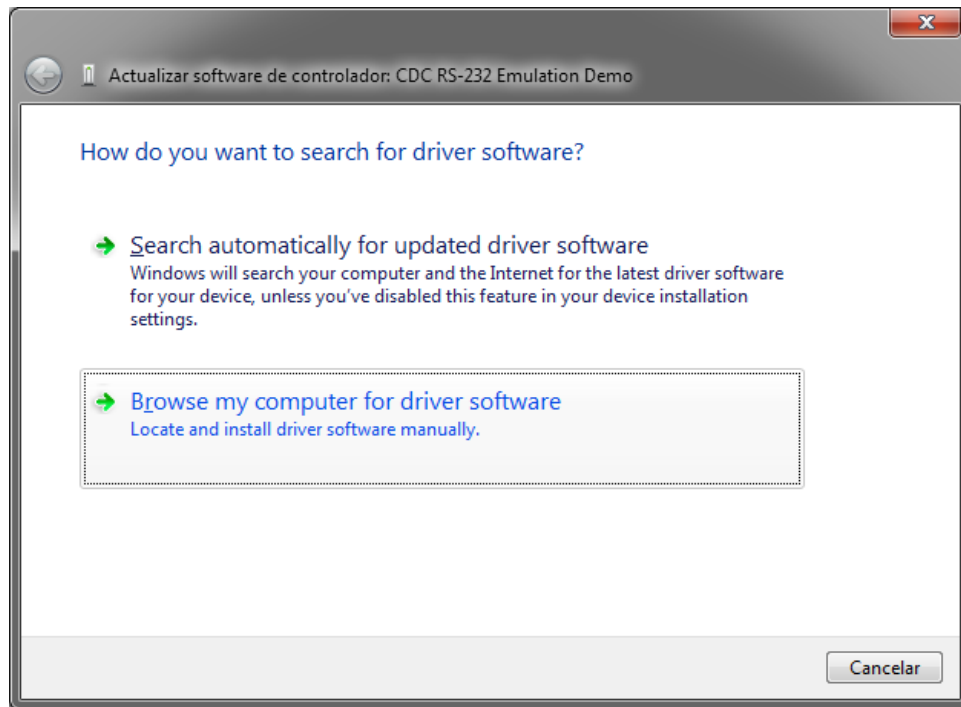 Actualizar software de controlador: CDC RS-232 Emulation Demo
How do you want to search for driver software?
Search automatically for updated driver software
Windows will search your computer and the Internet for the latest driver software
for your device, unless you've disabled this feature in your device installation
settings.
Browse my computer for driver software
Locate and install driver software manually.
Cancelar